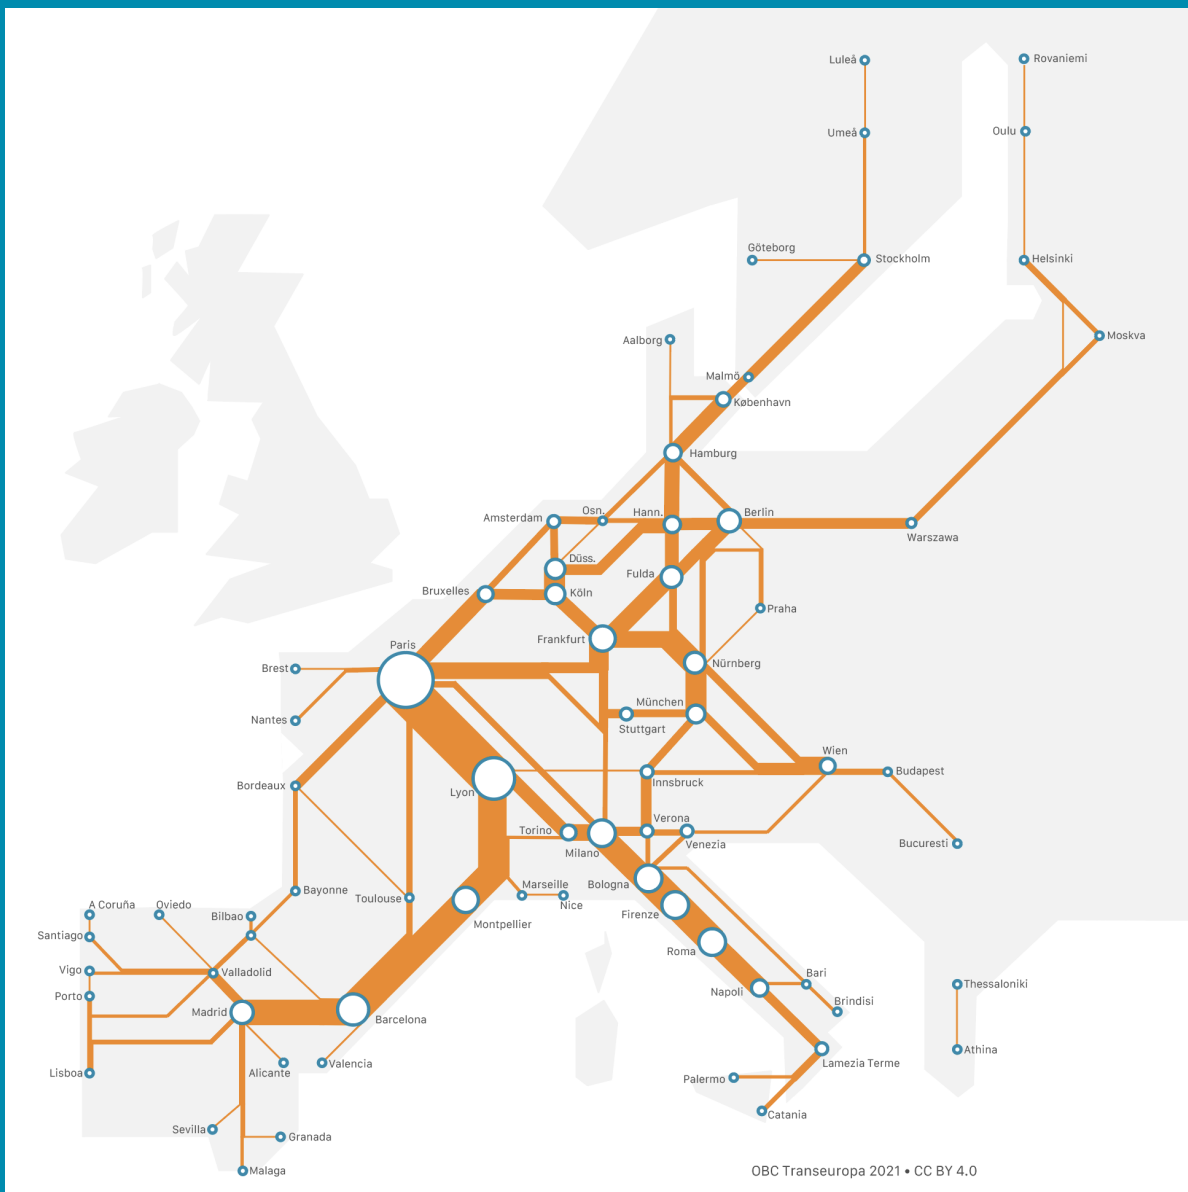 Luleå
Rovaniemi
Umeå
Oulu
Göteborg
Stockholm
Helsinki
Aalborg
Moskva
Malmö
København
Hamburg
Amsterdam
Osn.
Hann.
Berlin
Warszawa
Düss.
Fulda
Bruxelles
Köln
Praha
Frankfurt
Paris
Brest
Nürnberg
München
Nantes
Stuttgart
Wien
Bordeaux
Lyon
Innsbruck
Budapest
Torino
Verona
Milano
Venezia
Bucuresti
Bayonne
Toulouse
Marseille
Nice
Bologna
A Coruña
Oviedo
Bilbao
Montpellier
Firenze
Santiago
Roma
Vigo
Valladolid
Bari
Porto
Napoli
Thessaloniki
Brindisi
Madrid
Barcelona
Athina
Lisboa
Alicante
Valencia
Lamezia Terme
Palermo
Catania
Sevilla
Granada
Malaga
OBC Transeuropa 2021 • CC BY 4.0